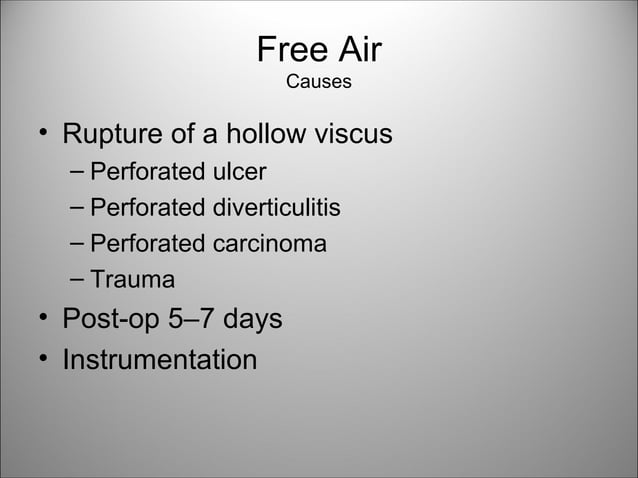 Free Air
Causes
• Rupture of a hollow viscus
– Perforated ulcer
– Perforated diverticulitis
– Perforated carcinoma
– Trauma
• Post-op 5–7 days
• Instrumentation